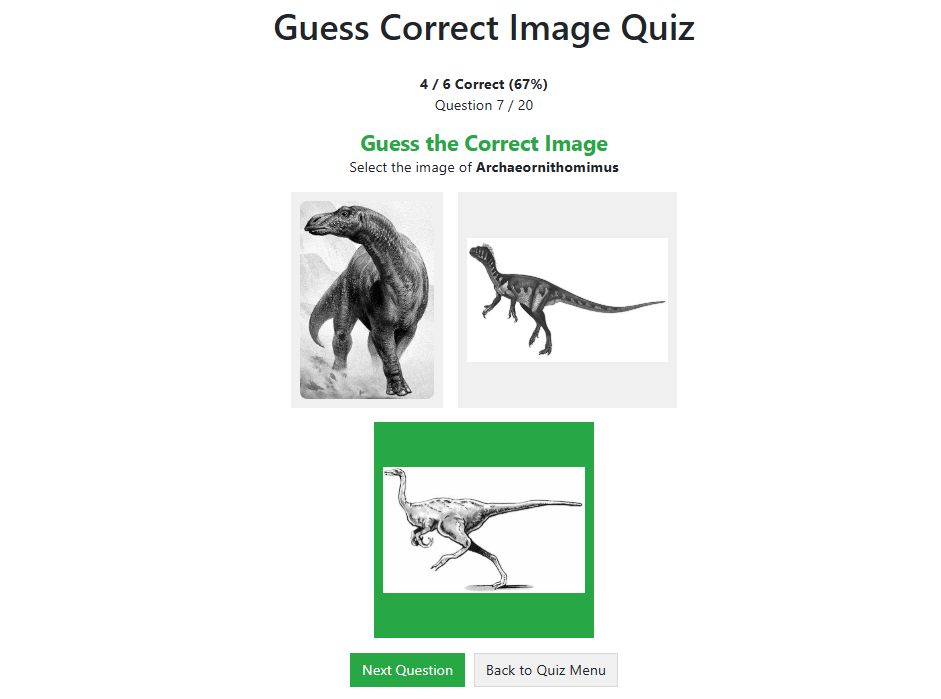 Guess Correct Image Quiz
4 / 6 Correct (67%)
Question 7 / 20
Guess the Correct Image
Select the image of Archaeornithomimus
Next Question
Back to Quiz Menu